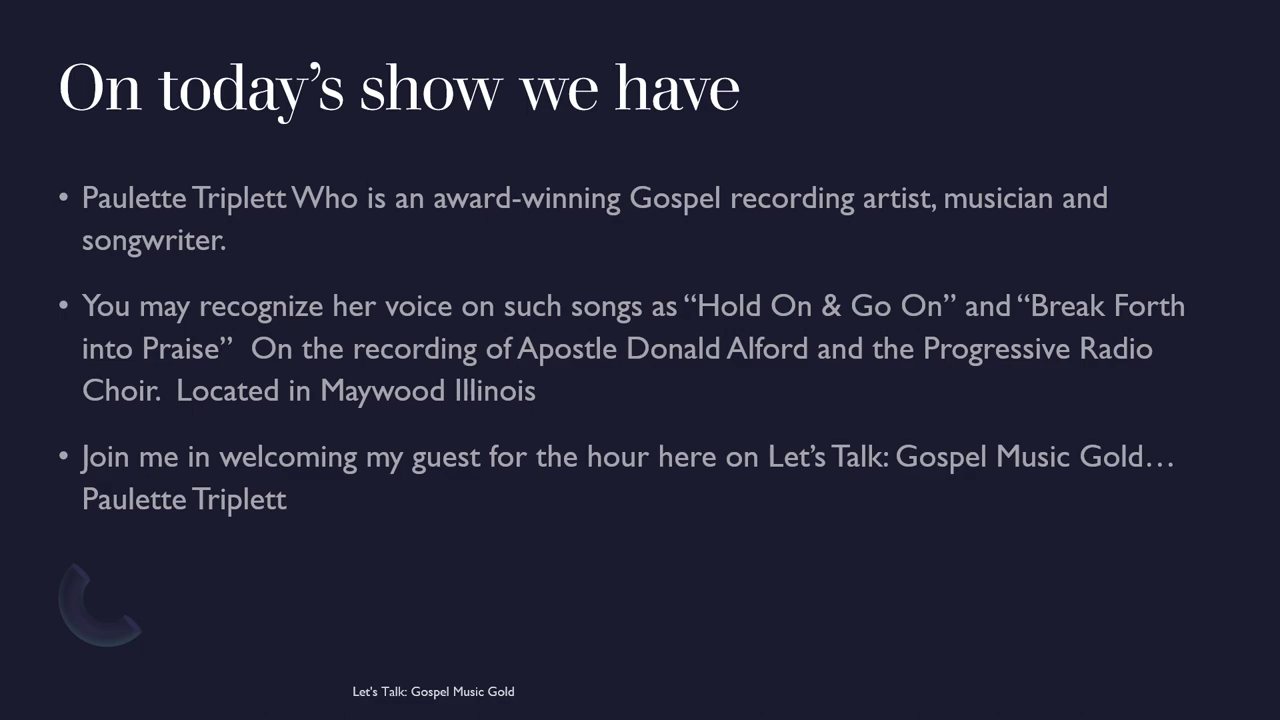 On today’s show we have
• Paulette Triplett Who is an award-winning Gospel recording artist, musician and
songwriter.
• You may recognize her voice on such songs as “Hold On & Go On” and “Break Forth
into Praise”  On the recording of Apostle Donald Alford and the Progressive Radio
Choir.  Located in Maywood Illinois
• Join me in welcoming my guest for the hour here on Let’s Talk: Gospel Music Gold…
Paulette Triplett
Let's Talk: Gospel Music Gold